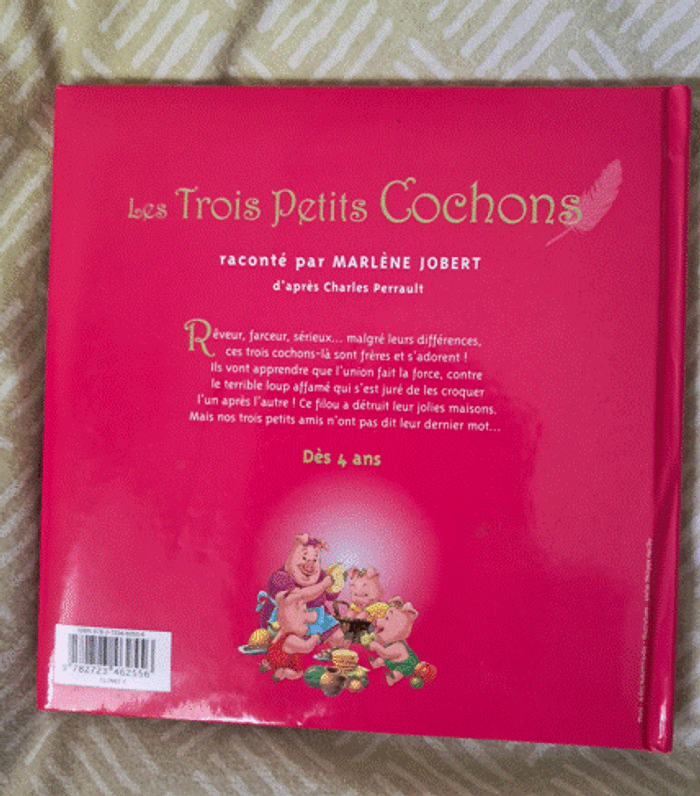 Les Trois Petits Cochons
raconté par MARLÈNE JOBERT
d'après Charles Perrault
Rêveur, farceur, sérieux... malgré leurs différences,
ces trois cochons-là sont frères et s'adorent !
Ils vont apprendre que l'union fait la force, contre
le terrible loup affamé qui s'est juré de les croquer
l'un après l'autre ! Ce filou a détruit leur jolies maisons.
Mais nos trois petits amis n'ont pas dit leur dernier mot...
Dès 4 ans
9 782723 462556